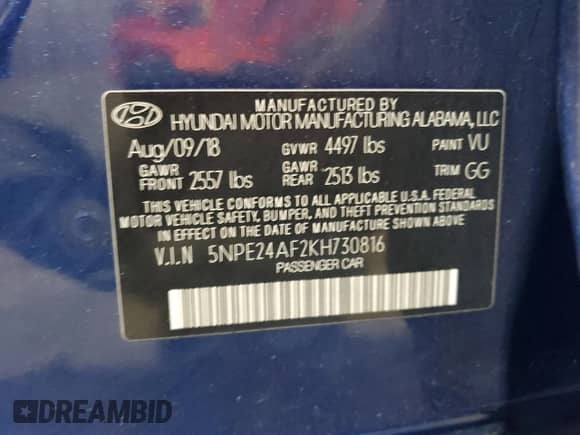 MANUFACTURED BY
HYUNDAI MOTOR MANUFACTURING ALABAMA, LLC
Aug/09/18 GVWR 4497 lbs PAINT VU
GAWR FRONT 2557 lbs GAWR REAR 2513 lbs TRIM GG
THIS VEHICLE CONFORMS TO ALL APPLICABLE U.S.A. FEDERAL
MOTOR VEHICLE SAFETY, BUMPER, AND THEFT PREVENTION STANDARDS
IN EFFECT ON THE DATE OF MANUFACTURE SHOWN ABOVE.
V.I.N 5NPE24AF2KH730816
PASSENGER CAR
DREAMBID